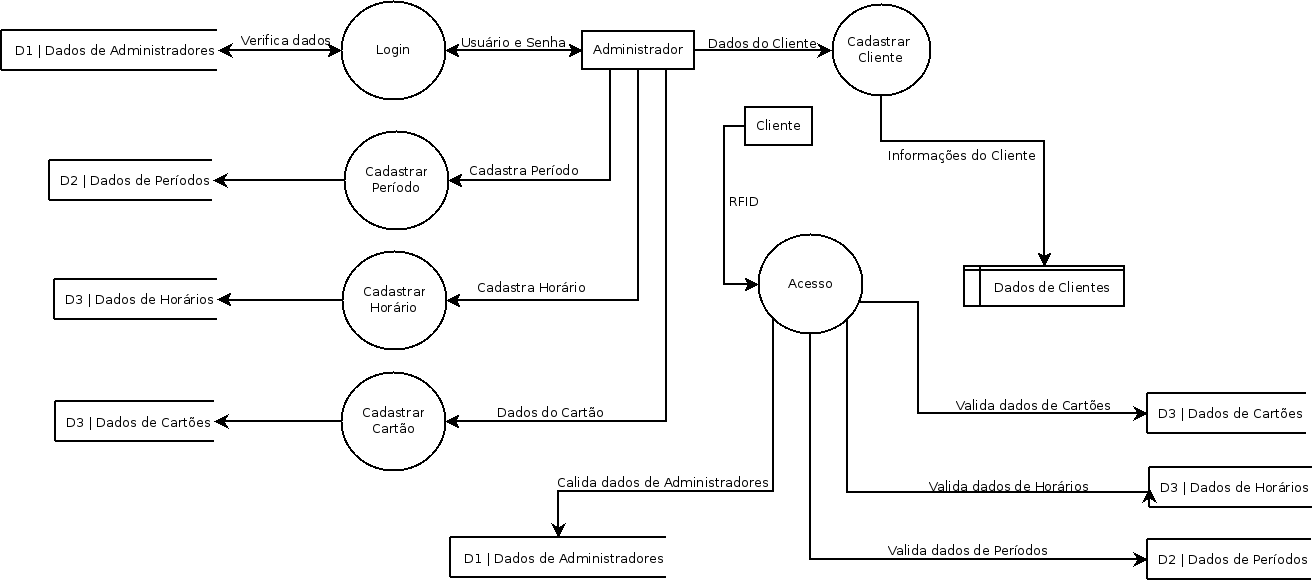 D1 | Dados de Administradores
Verifica dados
Login
Usuário e Senha
Administrador
Dados do Cliente
Cadastrar
Cliente
Cliente
Informações do Cliente
D2 | Dados de Períodos
Cadastrar
Período
Cadastra Período
RFID
D3 | Dados de Horários
Cadastrar
Horário
Cadastra Horário
Acesso
Dados de Clientes
D3 | Dados de Cartões
Cadastrar
Cartão
Dados do Cartão
Valida dados de Cartões
D3 | Dados de Cartões
Calida dados de Administradores
Valida dados de Horários
D3 | Dados de Horários
D1 | Dados de Administradores
Valida dados de Períodos
D2 | Dados de Períodos